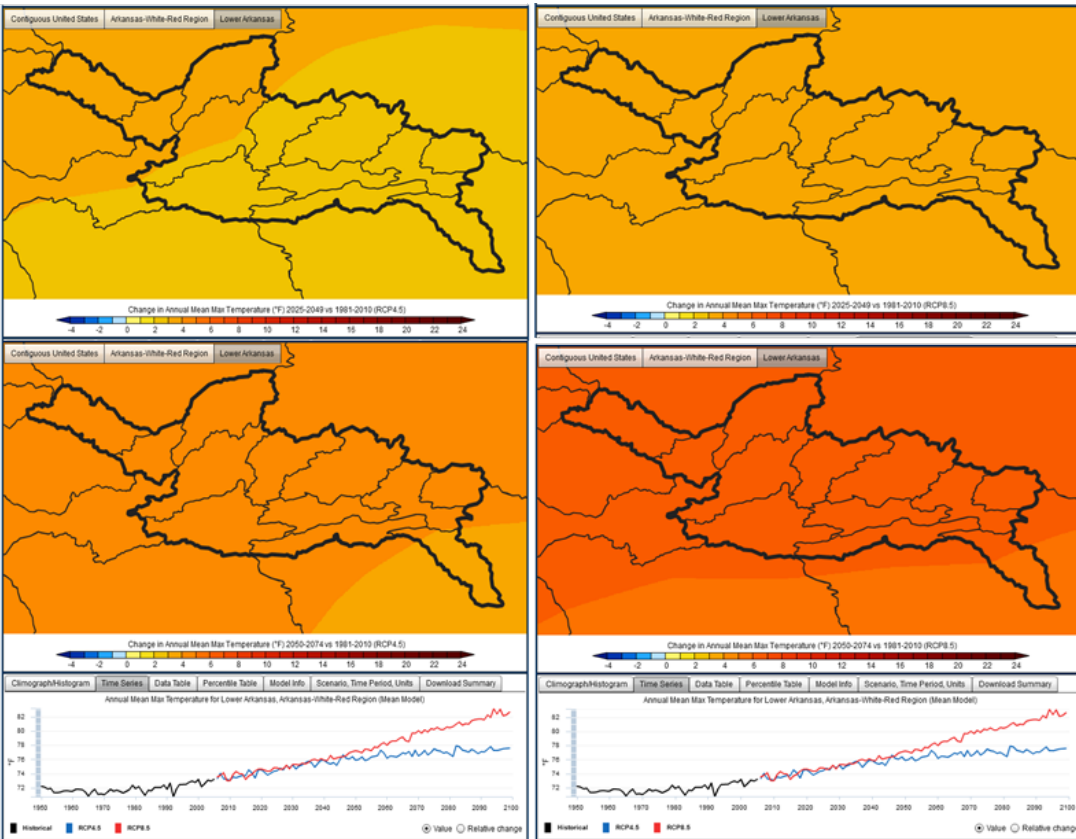 Contiguous United States Arkansas-White-Red Region Lower Arkansas
Change in Annual Mean Max Temperature (°F) 2025-2049 vs 1981-2010 (RCP4.5)
-4 -2 0 2 4 6 8 10 12 14 16 18 20 22 24
Contiguous United States Arkansas-White-Red Region Lower Arkansas
Change in Annual Mean Max Temperature (°F) 2025-2049 vs 1981-2010 (RCP8.5)
-4 -2 0 2 4 6 8 10 12 14 16 18 20 22 24
Contiguous United States Arkansas-White-Red Region Lower Arkansas
Change in Annual Mean Max Temperature (°F) 2050-2074 vs 1981-2010 (RCP4.5)
-4 -2 0 2 4 6 8 10 12 14 16 18 20 22 24
Contiguous United States Arkansas-White-Red Region Lower Arkansas
Change in Annual Mean Max Temperature (°F) 2050-2074 vs 1981-2010 (RCP8.5)
-4 -2 0 2 4 6 8 10 12 14 16 18 20 22 24
Climograph/Histogram Time Series Data Table Percentile Table Model Info Scenario, Time Period, Units Download Summary
Annual Mean Max Temperature for Lower Arkansas, Arkansas-White-Red Region (Mean Model)
82
80
78
76
74
72
°F
1950 1960 1970 1980 1990 2000 2010 2020 2030 2040 2050 2060 2070 2080 2090 2100
Historical RCP4.5 RCP8.5 Value Relative change
Climograph/Histogram Time Series Data Table Percentile Table Model Info Scenario, Time Period, Units Download Summary
Annual Mean Max Temperature for Lower Arkansas, Arkansas-White-Red Region (Mean Model)
82
80
78
76
74
72
°F
1950 1960 1970 1980 1990 2000 2010 2020 2030 2040 2050 2060 2070 2080 2090 2100
Historical RCP4.5 RCP8.5 Value Relative change